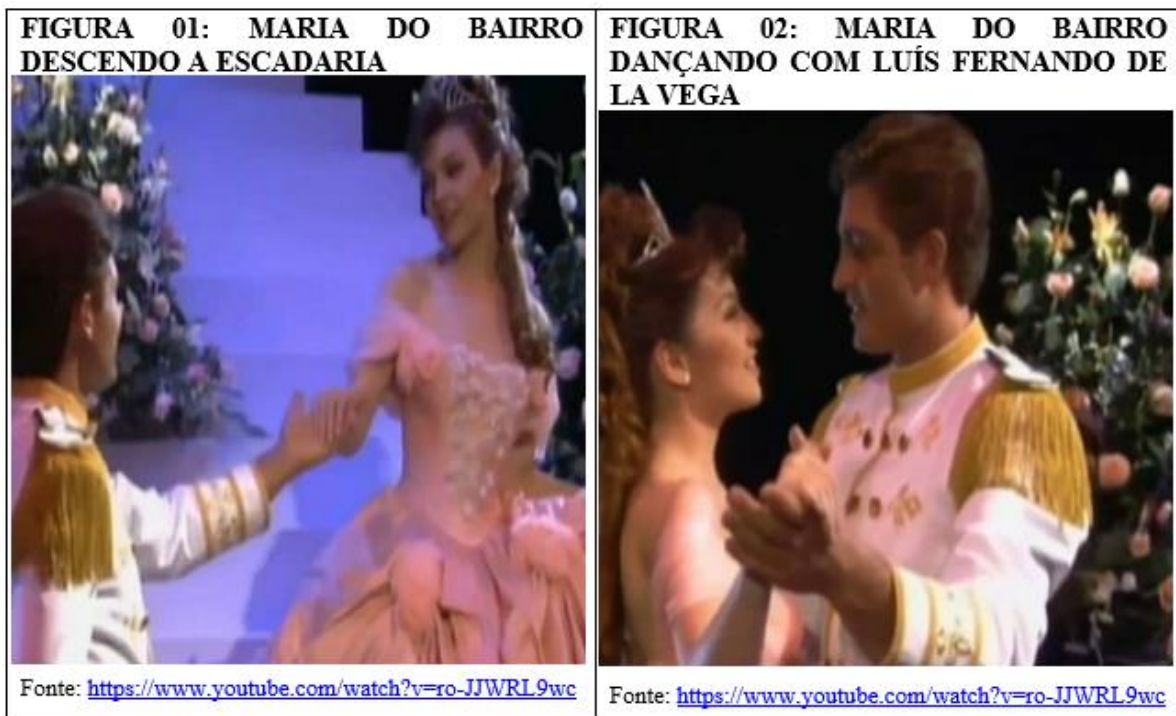 FIGURA 01: MARIA DO BAIRRO
DESCENDO A ESCADARIA
Fonte: https://www.youtube.com/watch?v=ro-JJWRL9wc
FIGURA 02: MARIA DO BAIRRO
DANÇANDO COM LUÍS FERNANDO DE
LA VEGA
Fonte: https://www.youtube.com/watch?v=ro-JJWRL9wc